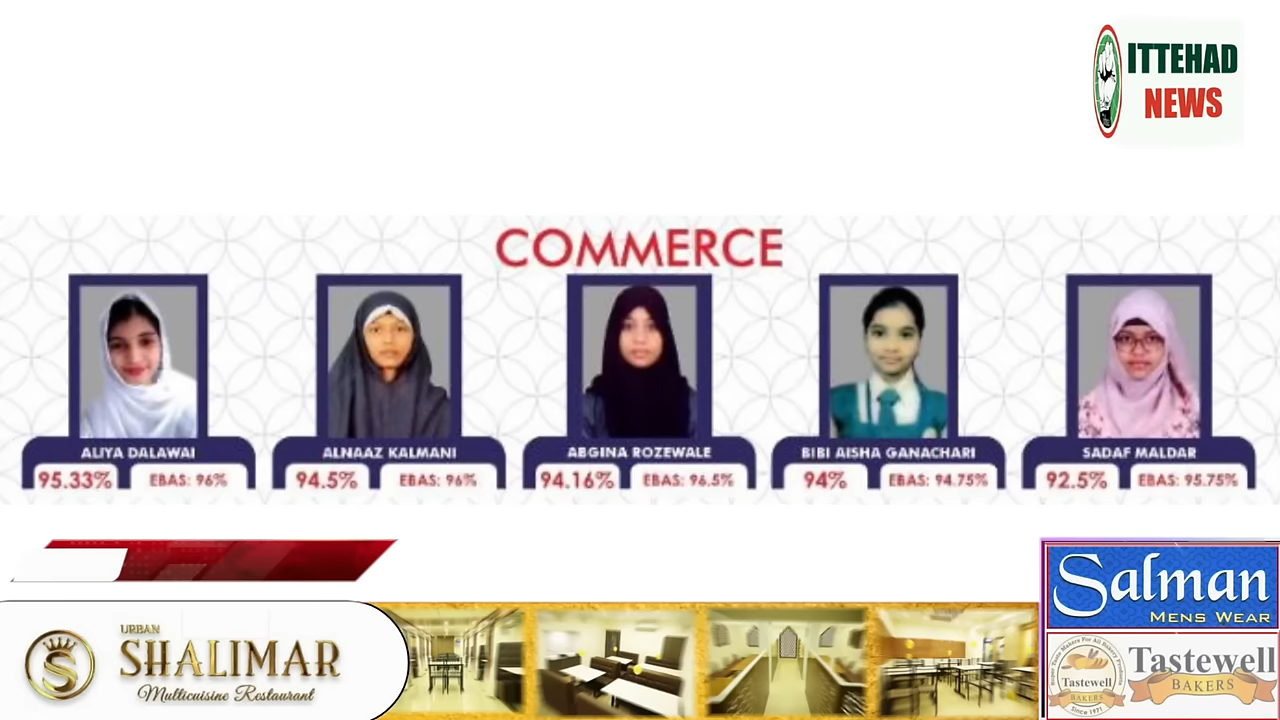 ITTEHAD
NEWS
COMMERCE
ALIYA DALAWAI
95.33% EBAS: 96%
ALNAAZ KALMANI
94.5% EBAS: 96%
ABGINA ROZEWALE
94.16% EBAS: 96.5%
BIBI AISHA GANACHARI
94% EBAS: 94.75%
SADAF MALDAR
92.5% EBAS: 95.75%
URBAN
SHALIMAR
Multicuisine Restaurant
S
Salman
MENS WEAR
Tastewell
BAKERS
Since 1971
Tastewell
BAKERS